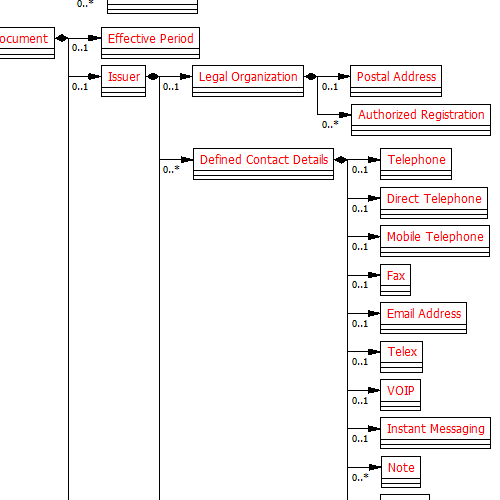 0..*
ocument
Effective Period
0..1
Issuer
0..1
Legal Organization
0..1
Postal Address
0..1
Authorized Registration
0..*
Defined Contact Details
0..*
Telephone
0..1
Direct Telephone
0..1
Mobile Telephone
0..1
Fax
0..1
Email Address
0..1
Telex
0..1
VOIP
0..1
Instant Messaging
0..1
Note
0..*